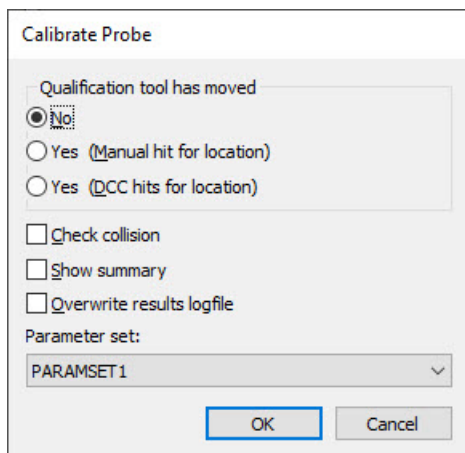 Calibrate Probe
Qualification tool has moved
No
Yes (Manual hit for location)
Yes (DCC hits for location)
Check collision
Show summary
Overwrite results logfile
Parameter set:
PARAMSET1
OK Cancel